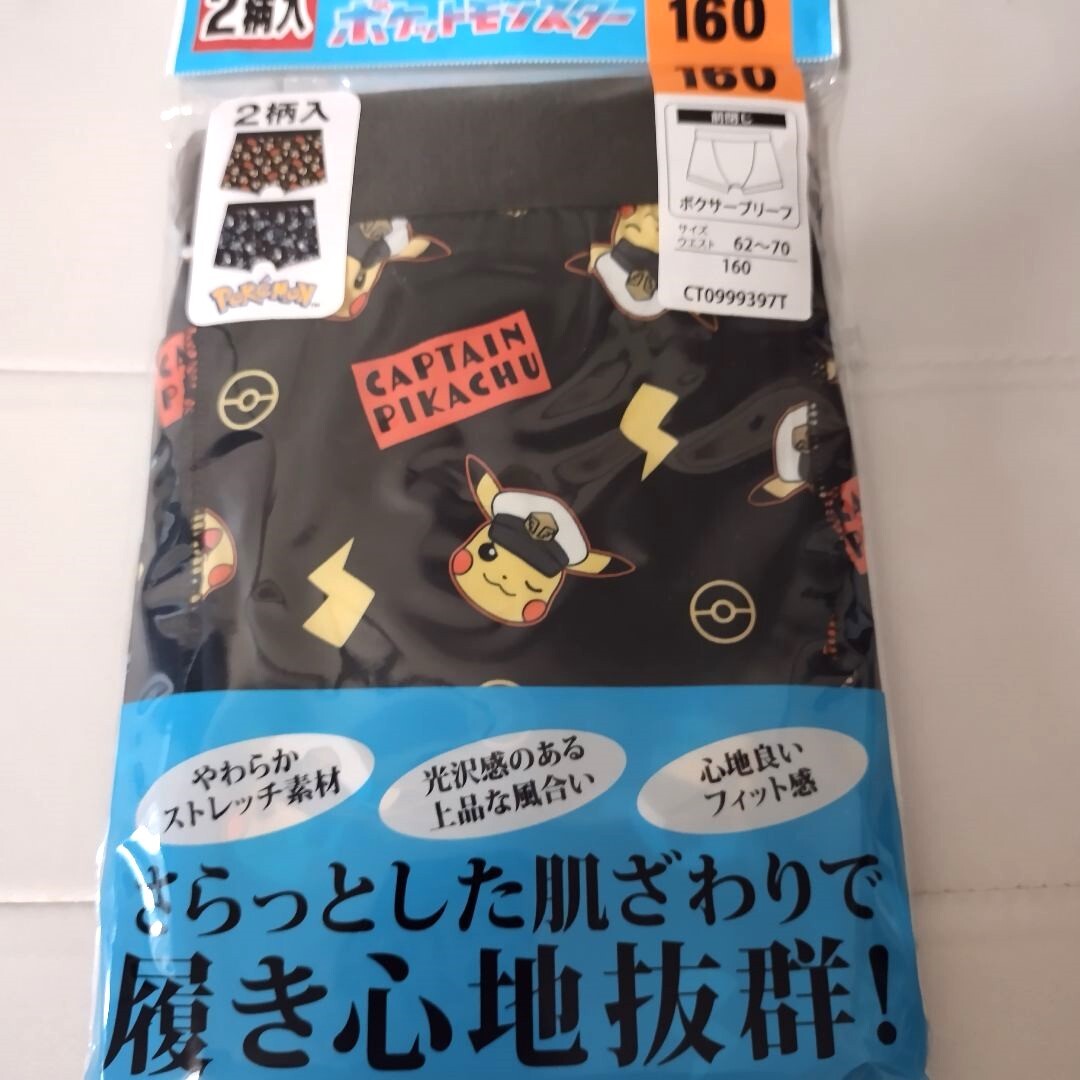 2柄入
ポケットモンスター
160
160
2柄入
POKÉMON
前閉じ
ボクサーブリーフ
サイズ
ウエスト 62〜70
160
CT0999397T
CAPTAIN
PIKACHU
CAP
P
CAP
P
やわらか
ストレッチ素材
光沢感のある
上品な風合い
心地良い
フィット感
さらっとした肌ざわりで
履き心地抜群!